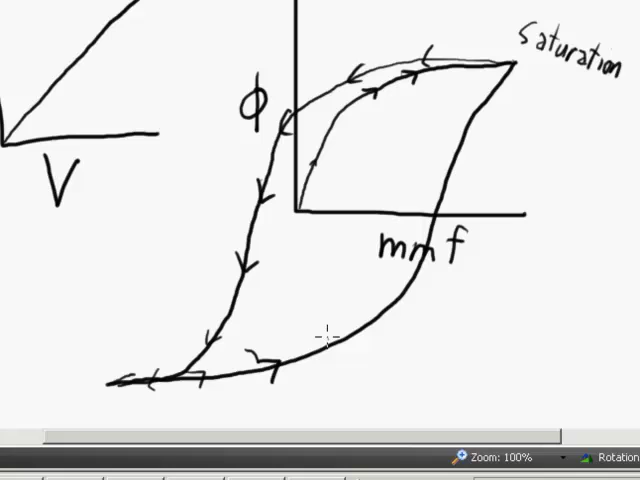 saturation
ϕ
V
mmf
Zoom: 100%
Rotation